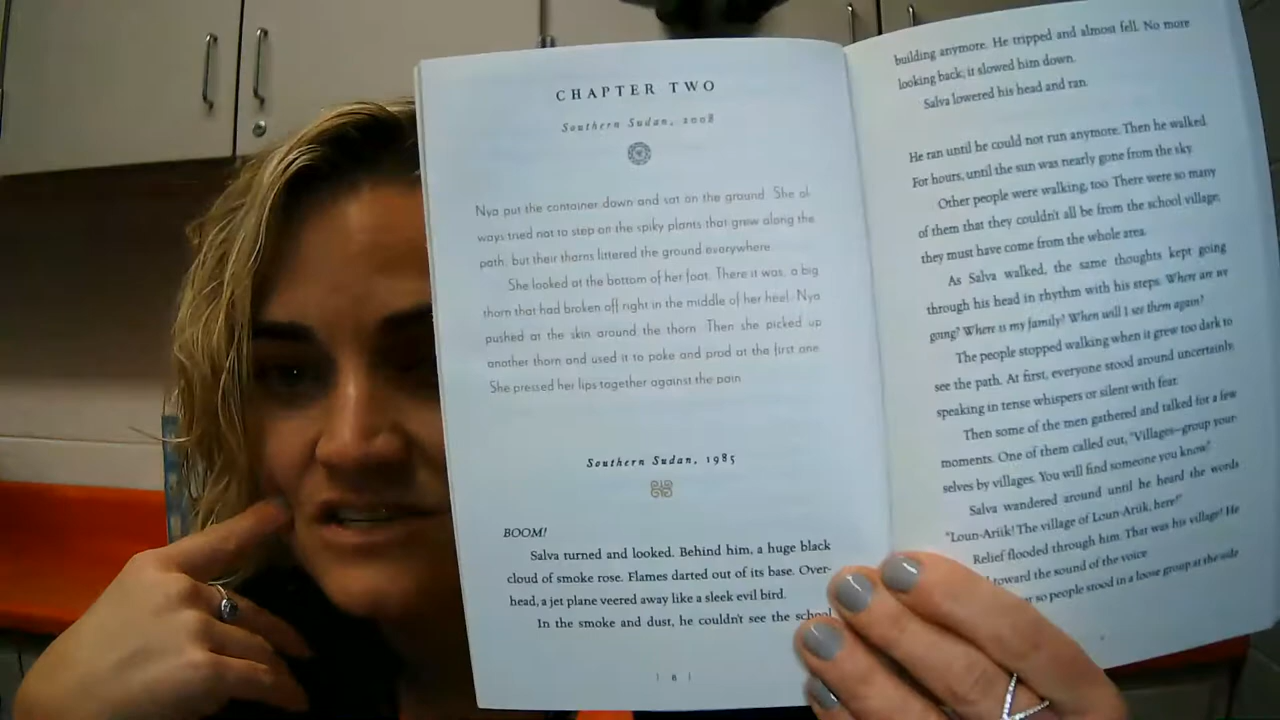 CHAPTER TWO
Southern Sudan, 2008
Nya put the container down and sat on the ground. She al-
ways tried not to step on the spiky plants that grew along the
path, but their thorns littered the ground everywhere.
She looked at the bottom of her foot. There it was, a big
thorn that had broken off right in the middle of her heel. Nya
pushed at the skin around the thorn. Then she picked up
another thorn and used it to poke and prod at the first one.
She pressed her lips together against the pain.
Southern Sudan, 1985
BOOM!
Salva turned and looked. Behind him, a huge black
cloud of smoke rose. Flames darted out of its base. Over-
head, a jet plane veered away like a sleek evil bird.
In the smoke and dust, he couldn't see the school
| 8 |
building anymore. He tripped and almost fell. No more
looking back; it slowed him down.
Salva lowered his head and ran.
He ran until he could not run anymore. Then he walked.
For hours, until the sun was nearly gone from the sky.
Other people were walking, too. There were so many
of them that they couldn't all be from the school village;
they must have come from the whole area.
As Salva walked, the same thoughts kept going
through his head in rhythm with his steps. Where are we
going? Where is my family? When will I see them again?
The people stopped walking when it grew too dark to
see the path. At first, everyone stood around uncertainly,
speaking in tense whispers or silent with fear.
Then some of the men gathered and talked for a few
moments. One of them called out, "Villages—group your-
selves by villages. You will find someone you know."
Salva wandered around until he heard the words
"Loun-Ariik! The village of Loun-Ariik, here!"
Relief flooded through him. That was his village! He
toward the sound of the voice.
so people stood in a loose group at the side